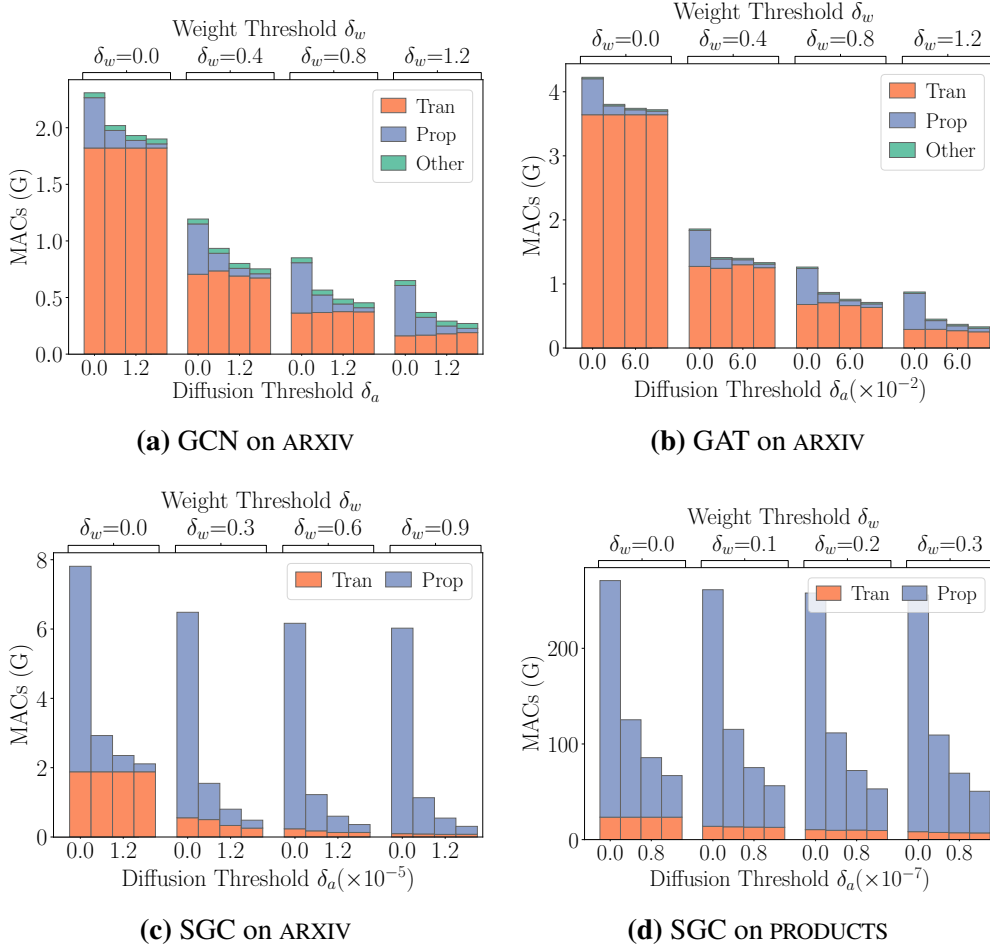 Weight Threshold δw
δw=0.0 δw=0.4 δw=0.8 δw=1.2
MACs (G)
2.0
1.5
1.0
0.5
0.0
Tran
Prop
Other
0.0 1.2 0.0 1.2 0.0 1.2 0.0 1.2
Diffusion Threshold δa
(a) GCN on ARXIV
Weight Threshold δw
δw=0.0 δw=0.4 δw=0.8 δw=1.2
MACs (G)
4
3
2
1
0
Tran
Prop
Other
0.0 6.0 0.0 6.0 0.0 6.0 0.0 6.0
Diffusion Threshold δa(×10−2)
(b) GAT on ARXIV
Weight Threshold δw
δw=0.0 δw=0.3 δw=0.6 δw=0.9
MACs (G)
8
6
4
2
0
Tran Prop
0.0 1.2 0.0 1.2 0.0 1.2 0.0 1.2
Diffusion Threshold δa(×10−5)
(c) SGC on ARXIV
Weight Threshold δw
δw=0.0 δw=0.1 δw=0.2 δw=0.3
MACs (G)
200
100
0
Tran Prop
0.0 0.8 0.0 0.8 0.0 0.8 0.0 0.8
Diffusion Threshold δa(×10−7)
(d) SGC on PRODUCTS